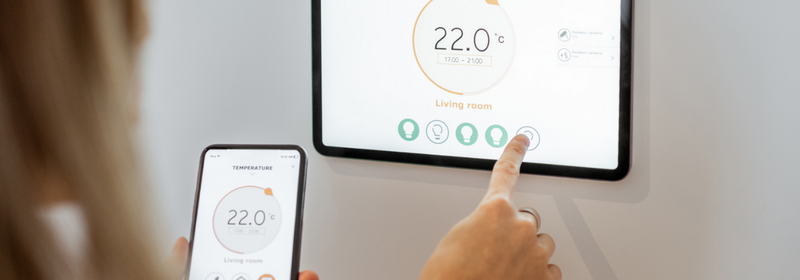 22.0 °C
17:00 - 21:00
Living room
TEMPERATURE
22.0 °C
Living room